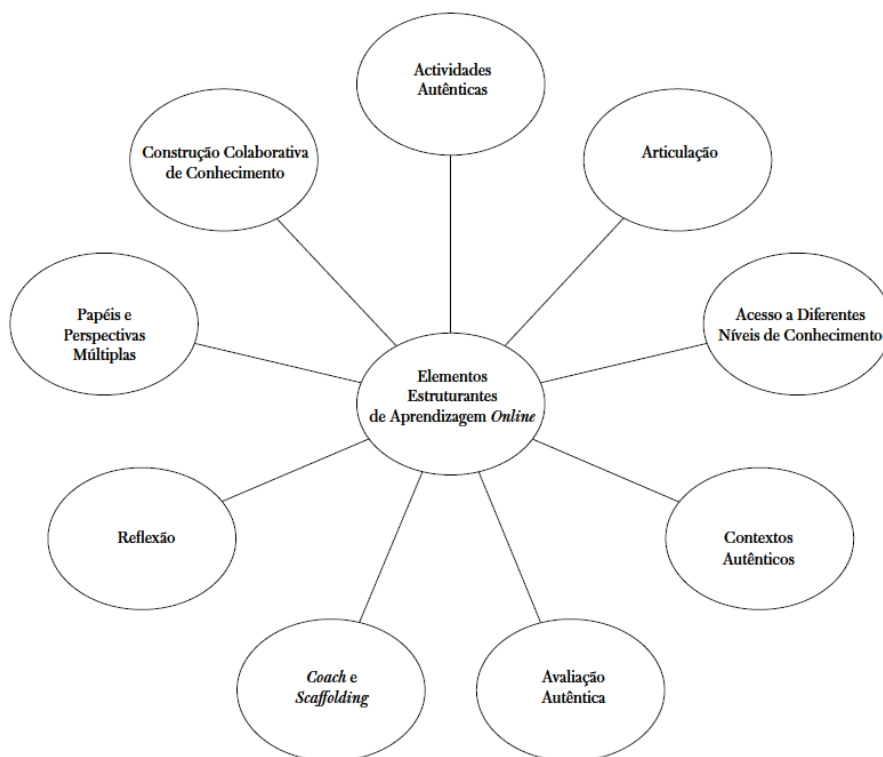 Actividades
Autênticas
Construção Colaborativa
de Conhecimento
Articulação
Papéis e
Perspectivas
Múltiplas
Acesso a Diferentes
Níveis de Conhecimento
Elementos
Estruturantes
de Aprendizagem Online
Reflexão
Contextos
Autênticos
Coach e
Scaffolding
Avaliação
Autêntica